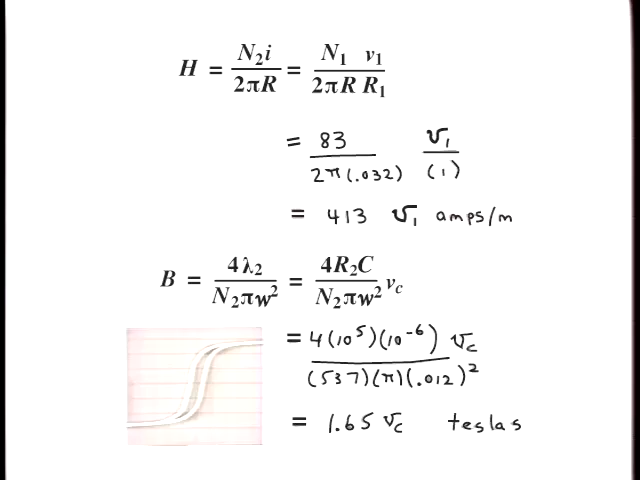 H = N₂i / 2πR = N₁ v₁ / 2πR R₁
= 83 / 2π(.032) v₁ / (1)
= 413 v₁ amps/m
B = 4λ₂ / N₂πw² = 4R₂C / N₂πw² v_c
= 4(10⁵)(10⁻⁶) / (537)(π)(.012)² v_c
= 1.65 v_c teslas